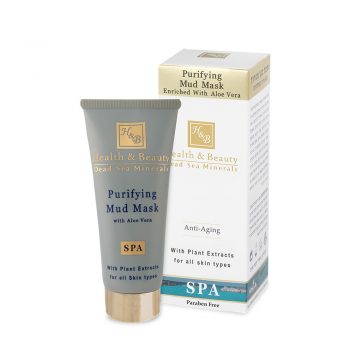 H&B
Health & Beauty
Dead Sea Minerals
Purifying
Mud Mask
with Aloe Vera
SPA
With Plant Extracts
for all skin types
Purifying
Mud Mask
Enriched With Aloe Vera
H&B
Health & Beauty
Dead Sea Minerals
Anti-Aging
With Plant Extracts
for all skin types
SPA
Paraben Free